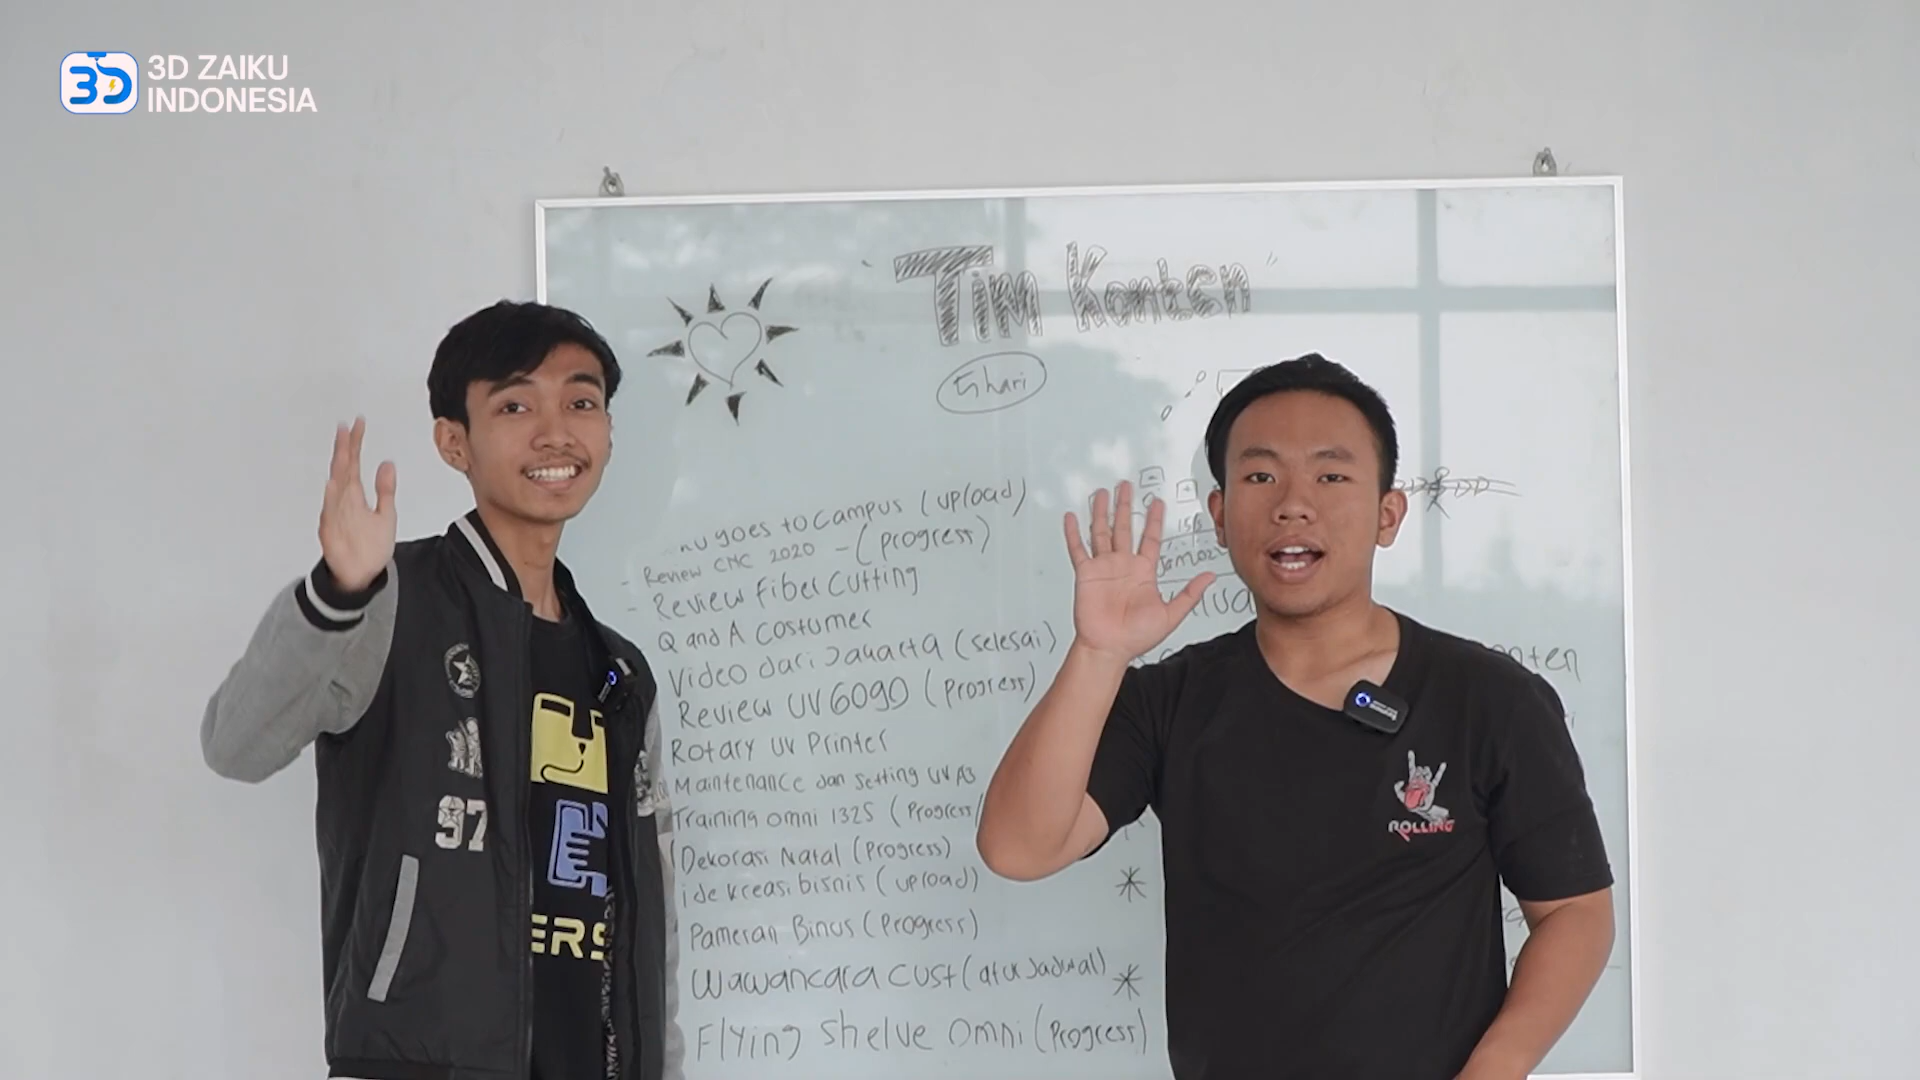 3D ZAIKU
INDONESIA
"Tim Konten"
5 hari
goes to campus (upload)
- Review CNC 2020 - (progress)
- Review Fiber Cutting
Q and A Costumer
Video dari Jakarta (selesai)
Review UV 6090 (Progress)
Rotary UV Printer
Maintenance dan Setting UV A3
Training omni 1325 (Progress)
Dekorasi Natal (Progress)
ide kreasi bisnis (upload)
Pameran Binus (Progress)
Wawancara Cust (atur Jadwal)
Flying Shelve Omni (Progress)
97
ERS
ROLLING